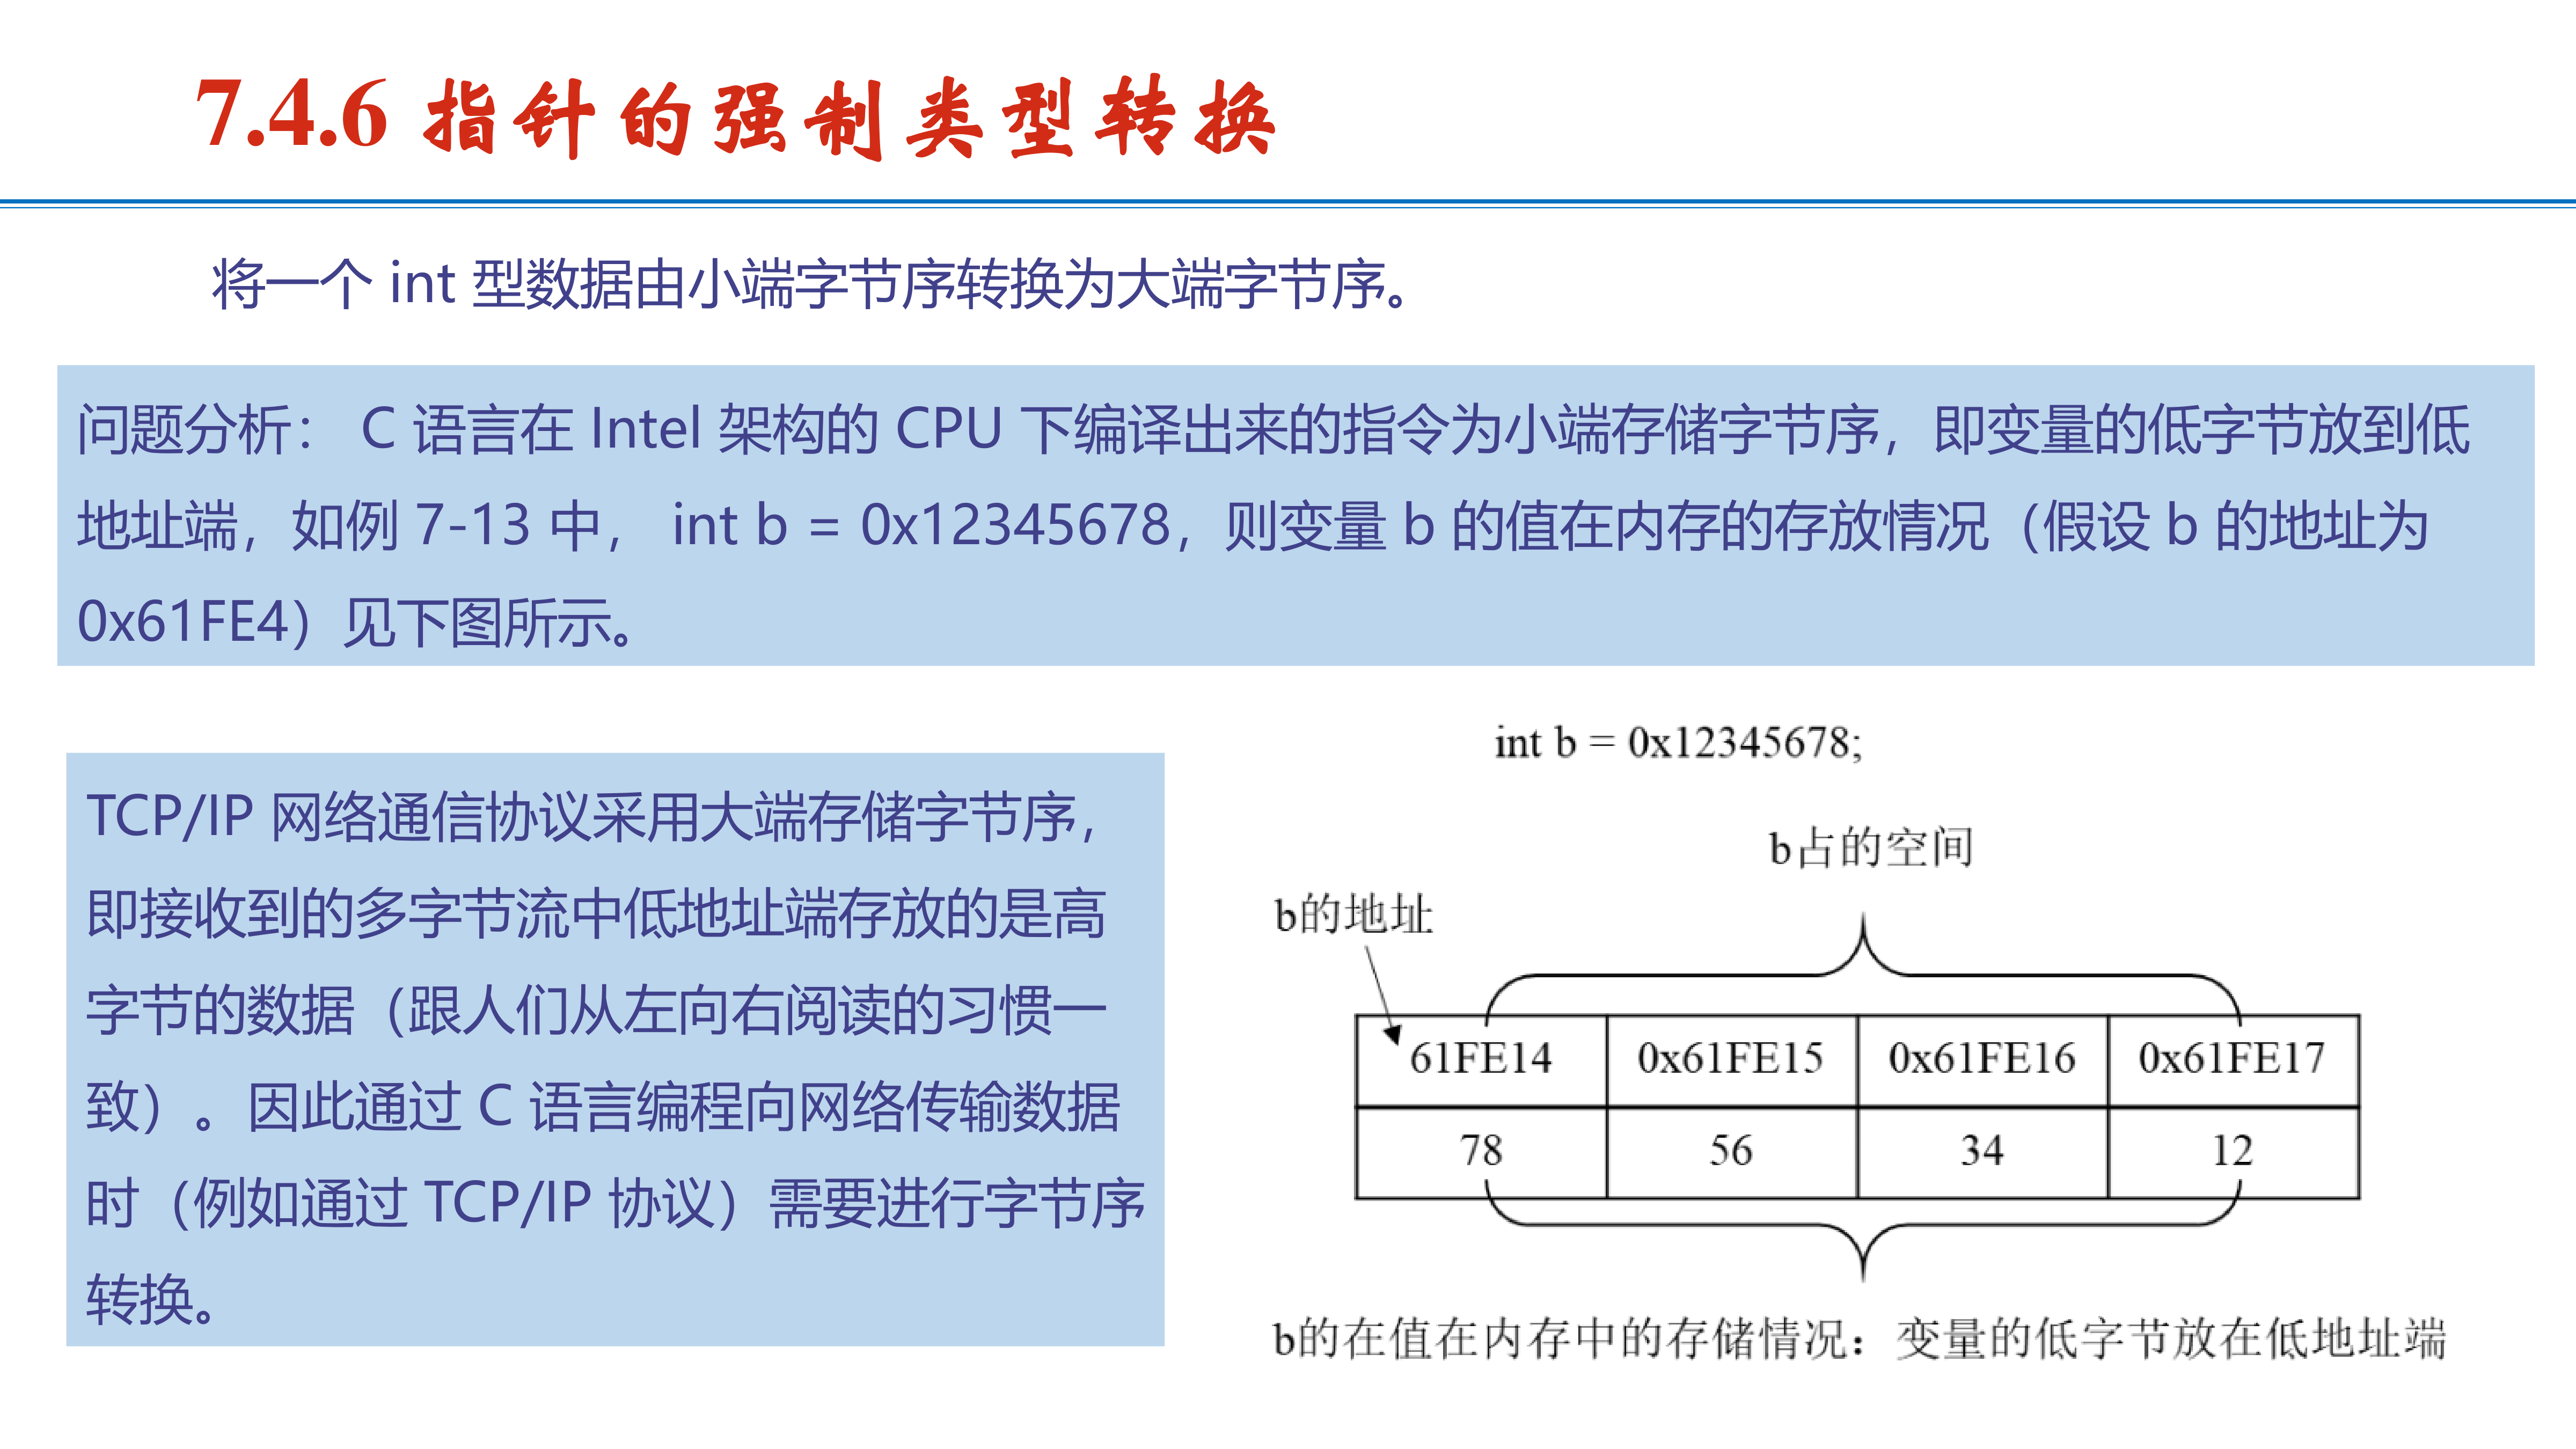 7.4.6 指针的强制类型转换
将一个 int 型数据由小端字节序转换为大端字节序。
问题分析： C 语言在 Intel 架构的 CPU 下编译出来的指令为小端存储字节序，即变量的低字节放到低
地址端，如例 7-13 中， int b = 0x12345678，则变量 b 的值在内存的存放情况（假设 b 的地址为
0x61FE4）见下图所示。
TCP/IP 网络通信协议采用大端存储字节序，
即接收到的多字节流中低地址端存放的是高
字节的数据（跟人们从左向右阅读的习惯一
致）。因此通过 C 语言编程向网络传输数据
时（例如通过 TCP/IP 协议）需要进行字节序
转换。
int b = 0x12345678;
b占的空间
b的地址
61FE14 0x61FE15 0x61FE16 0x61FE17
78 56 34 12
b的在值在内存中的存储情况：变量的低字节放在低地址端